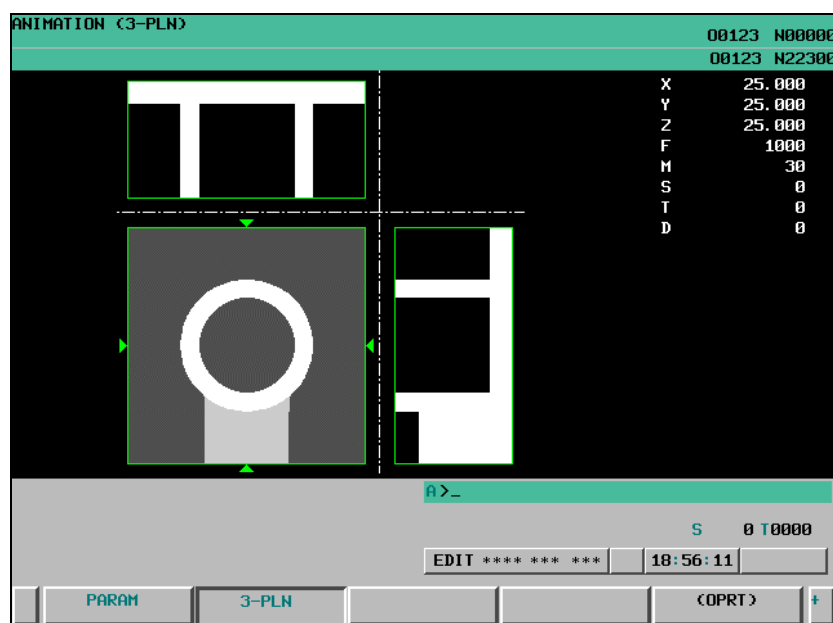 ANIMATION (3-PLN)
O0123 N00000
O0123 N22300
X 25.000
Y 25.000
Z 25.000
F 1000
M 30
S 0
T 0
D 0
A>_
S 0 T0000
EDIT **** *** *** 18:56:11
PARAM 3-PLN (OPRT) +